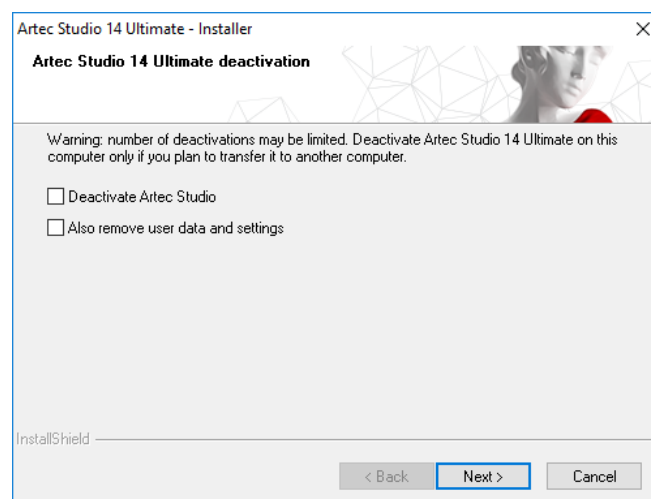 Artec Studio 14 Ultimate - Installer
Artec Studio 14 Ultimate deactivation
Warning: number of deactivations may be limited. Deactivate Artec Studio 14 Ultimate on this
computer only if you plan to transfer it to another computer.
Deactivate Artec Studio
Also remove user data and settings
InstallShield
< Back
Next >
Cancel